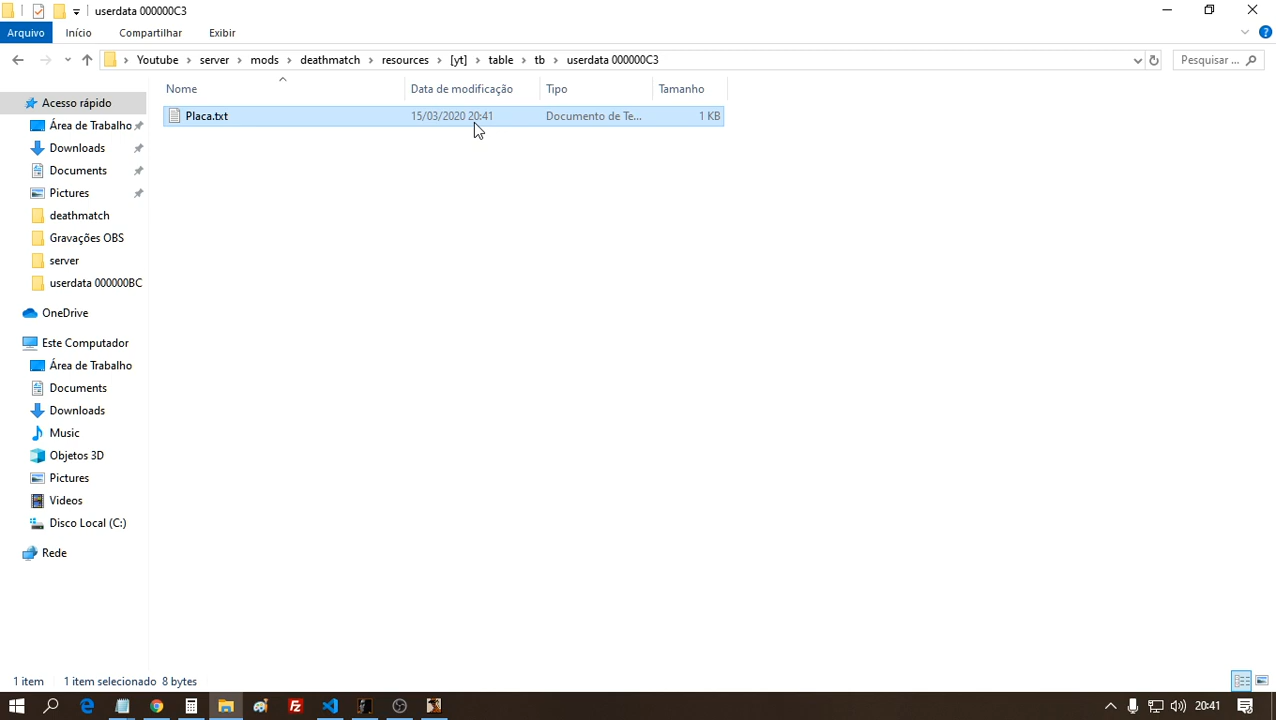 userdata 000000C3
Arquivo Início Compartilhar Exibir
Youtube server mods deathmatch resources [yt] table tb userdata 000000C3 Pesquisar ...
Nome Data de modificação Tipo Tamanho
Placa.txt 15/03/2020 20:41 Documento de Te... 1 KB
Acesso rápido
Área de Trabalho
Downloads
Documents
Pictures
deathmatch
Gravações OBS
server
userdata 000000BC
OneDrive
Este Computador
Área de Trabalho
Documents
Downloads
Music
Objetos 3D
Pictures
Videos
Disco Local (C:)
Rede
1 item 1 item selecionado 8 bytes
20:41